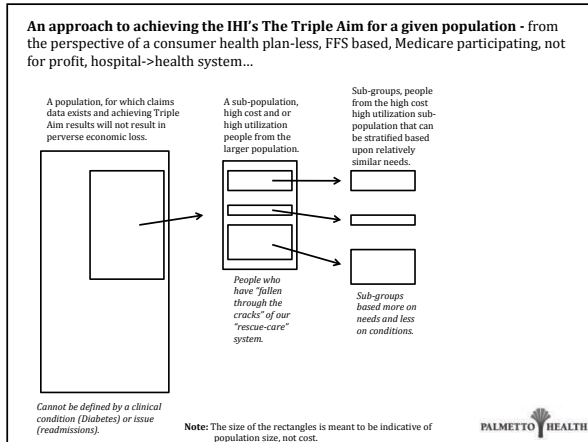 An approach to achieving the IHI's The Triple Aim for a given population - from
the perspective of a consumer health plan-less, FFS based, Medicare participating, not
for profit, hospital->health system…
A population, for which claims
data exists and achieving Triple
Aim results will not result in
perverse economic loss.
A sub-population,
high cost and or
high utilization
people from the
larger population.
Sub-groups, people
from the high cost
high utilization sub-
population that can
be stratified based
upon relatively
similar needs.
People who
have "fallen
through the
cracks" of our
"rescue-care"
system.
Sub-groups
based more on
needs and less
on conditions.
Cannot be defined by a clinical
condition (Diabetes) or issue
(readmissions).
Note: The size of the rectangles is meant to be indicative of
population size, not cost.
PALMETTO HEALTH